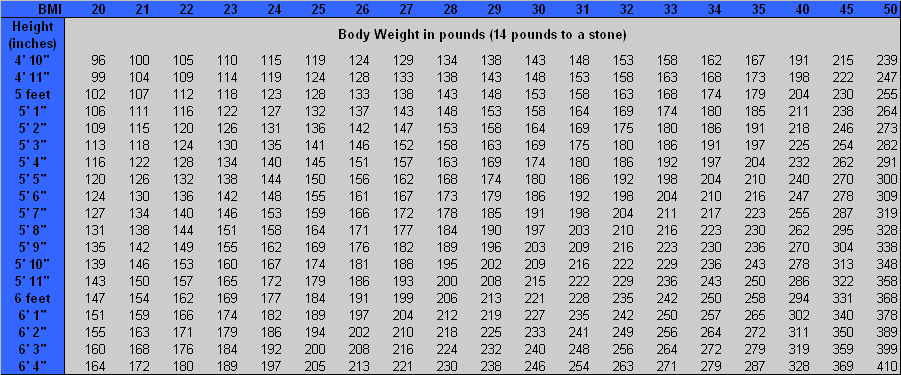 BMI 20 21 22 23 24 25 26 27 28 29 30 31 32 33 34 35 40 45 50
Height
(inches)
Body Weight in pounds (14 pounds to a stone)
4' 10" 96 100 105 110 115 119 124 129 134 138 143 148 153 158 162 167 191 215 239
4' 11" 99 104 109 114 119 124 128 133 138 143 148 153 158 163 168 173 198 222 247
5 feet 102 107 112 118 123 128 133 138 143 148 153 158 163 168 174 179 204 230 255
5' 1" 106 111 116 122 127 132 137 143 148 153 158 164 169 174 180 185 211 238 264
5' 2" 109 115 120 126 131 136 142 147 153 158 164 169 175 180 186 191 218 246 273
5' 3" 113 118 124 130 135 141 146 152 158 163 169 175 180 186 191 197 225 254 282
5' 4" 116 122 128 134 140 145 151 157 163 169 174 180 186 192 197 204 232 262 291
5' 5" 120 126 132 138 144 150 156 162 168 174 180 186 192 198 204 210 240 270 300
5' 6" 124 130 136 142 148 155 161 167 173 179 186 192 198 204 210 216 247 278 309
5' 7" 127 134 140 146 153 159 166 172 178 185 191 198 204 211 217 223 255 287 319
5' 8" 131 138 144 151 158 164 171 177 184 190 197 203 210 216 223 230 262 295 328
5' 9" 135 142 149 155 162 169 176 182 189 196 203 209 216 223 230 236 270 304 338
5' 10" 139 146 153 160 167 174 181 188 195 202 209 216 222 229 236 243 278 313 348
5' 11" 143 150 157 165 172 179 186 193 200 208 215 222 229 236 243 250 286 322 358
6 feet 147 154 162 169 177 184 191 199 206 213 221 228 235 242 250 258 294 331 368
6' 1" 151 159 166 174 182 189 197 204 212 219 227 235 242 250 257 265 302 340 378
6' 2" 155 163 171 179 186 194 202 210 218 225 233 241 249 256 264 272 311 350 389
6' 3" 160 168 176 184 192 200 208 216 224 232 240 248 256 264 272 279 319 359 399
6' 4" 164 172 180 189 197 205 213 221 230 238 246 254 263 271 279 287 328 369 410